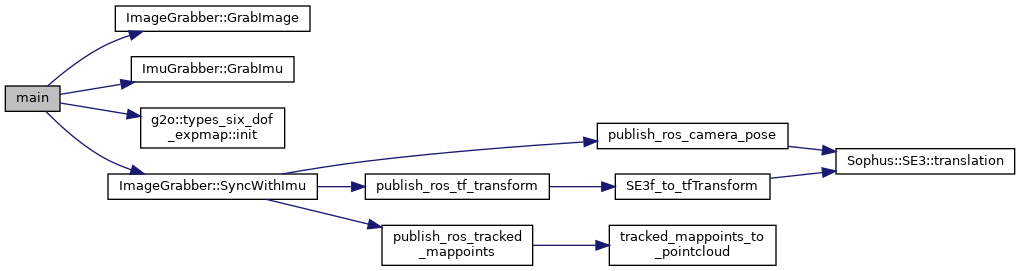 main
ImageGrabber::GrabImage
ImuGrabber::GrabImu
g2o::types_six_dof
_expmap::init
ImageGrabber::SyncWithImu
publish_ros_camera_pose
publish_ros_tf_transform
publish_ros_tracked
_mappoints
SE3f_to_tfTransform
tracked_mappoints_to
_pointcloud
Sophus::SE3::translation